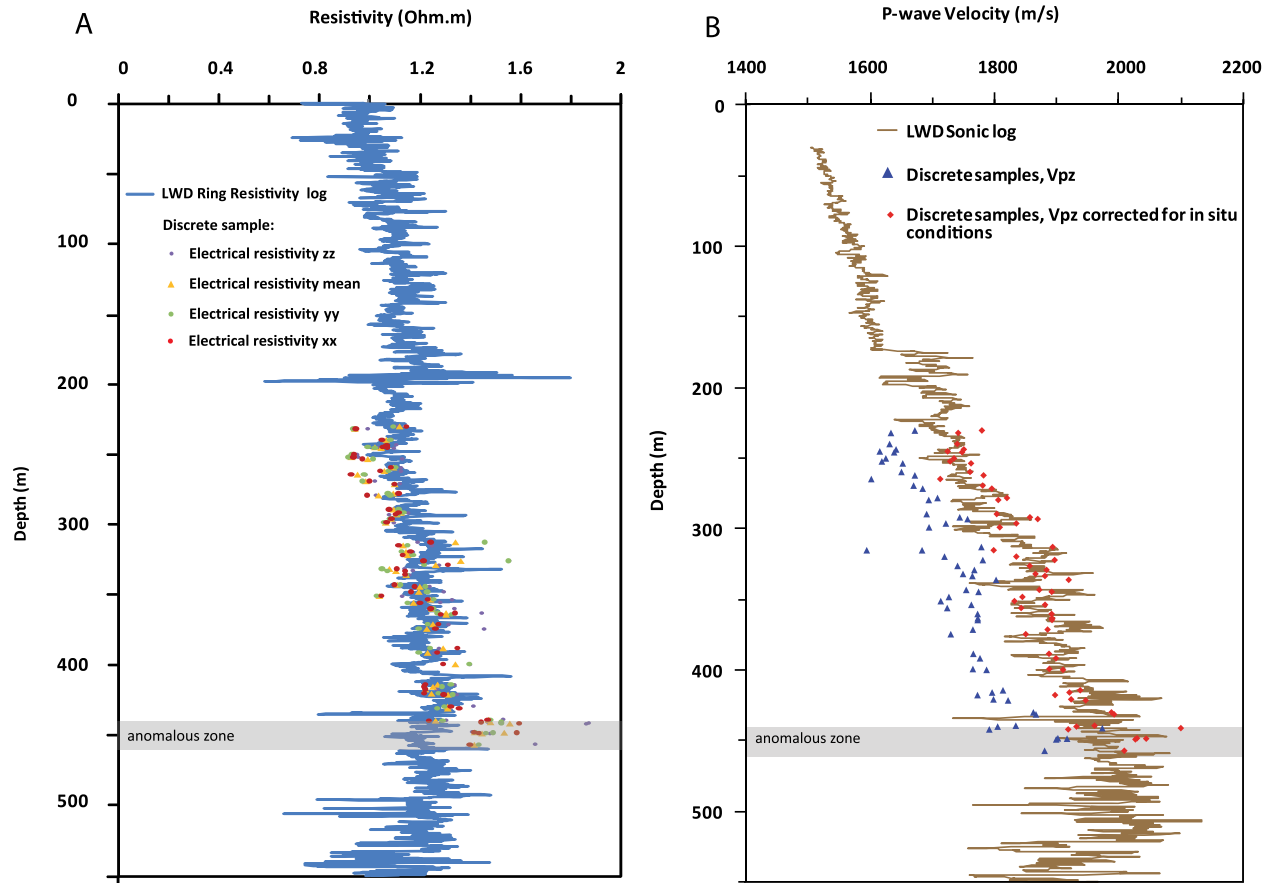 A
Resistivity (Ohm.m)
0 0.4 0.8 1.2 1.6 2
0
100
200
300
400
500
Depth (m)
LWD Ring Resistivity log
Discrete sample:
Electrical resistivity zz
Electrical resistivity mean
Electrical resistivity yy
Electrical resistivity xx
anomalous zone
B
P-wave Velocity (m/s)
1400 1600 1800 2000 2200
0
100
200
300
400
500
Depth (m)
LWD Sonic log
Discrete samples, Vpz
Discrete samples, Vpz corrected for in situ
conditions
anomalous zone